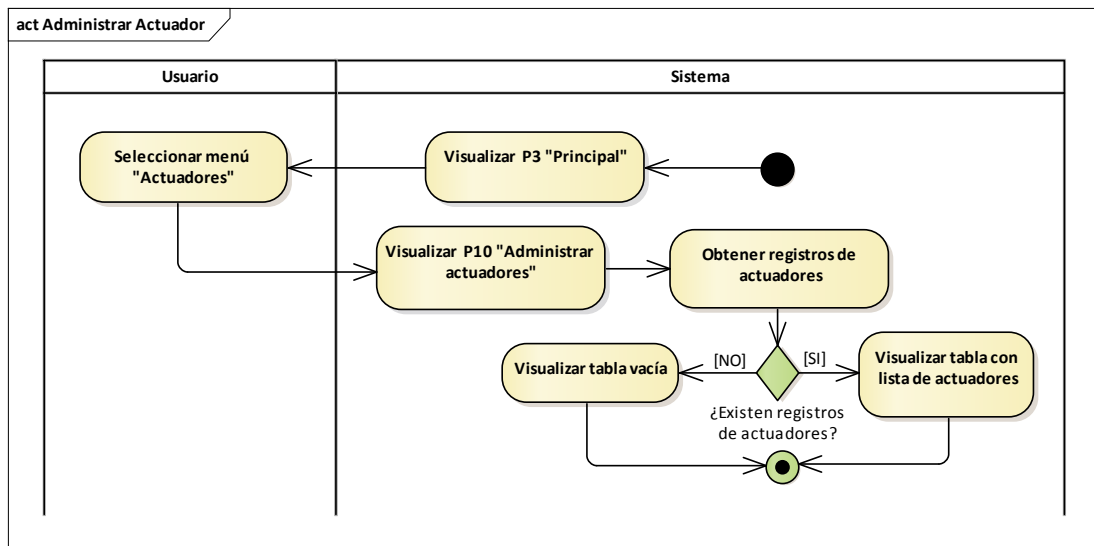 act Administrar Actuador
Usuario
Sistema
Seleccionar menú
"Actuadores"
Visualizar P3 "Principal"
Visualizar P10 "Administrar
actuadores"
Obtener registros de
actuadores
Visualizar tabla vacía
[NO]
[SI]
Visualizar tabla con
lista de actuadores
¿Existen registros
de actuadores?